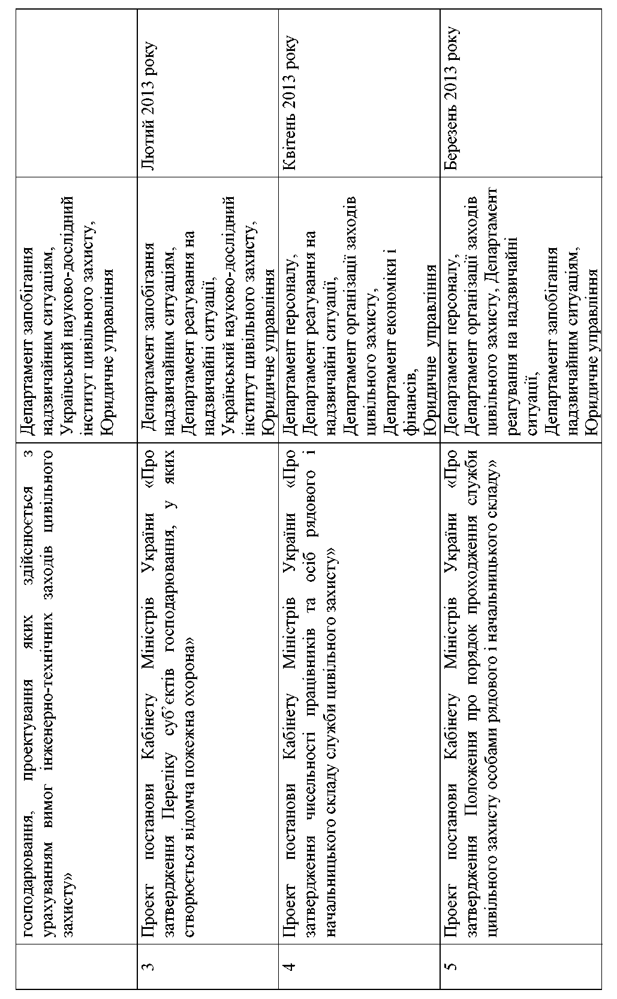 господарювання, проектування яких здійснюється з
урахуванням вимог інженерно-технічних заходів цивільного
захисту»
Департамент запобігання
надзвичайним ситуаціям,
Український науково-дослідний
інститут цивільного захисту,
Юридичне управління
3
Проект постанови Кабінету Міністрів України «Про
затвердження Переліку суб’єктів господарювання, у яких
створюється відомча пожежна охорона»
Департамент запобігання
надзвичайним ситуаціям,
Департамент реагування на
надзвичайні ситуації,
Український науково-дослідний
інститут цивільного захисту,
Юридичне управління
Лютий 2013 року
4
Проект постанови Кабінету Міністрів України «Про
затвердження чисельності працівників та осіб рядового і
начальницького складу служби цивільного захисту»
Департамент персоналу,
Департамент реагування на
надзвичайні ситуації,
Департамент організації заходів
цивільного захисту,
Департамент економіки і
фінансів,
Юридичне управління
Квітень 2013 року
5
Проект постанови Кабінету Міністрів України «Про
затвердження Положення про порядок проходження служби
цивільного захисту особами рядового і начальницького складу»
Департамент персоналу,
Департамент організації заходів
цивільного захисту, Департамент
реагування на надзвичайні
ситуації,
Департамент запобігання
надзвичайним ситуаціям,
Юридичне управління
Березень 2013 року